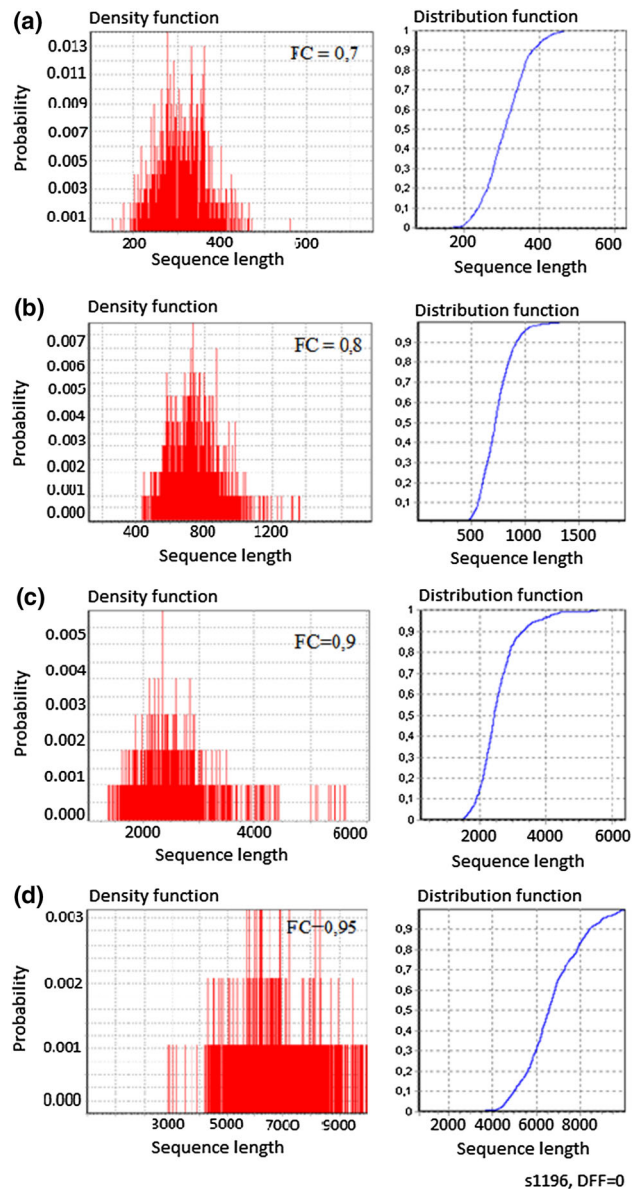 (a)
Density function
FC = 0,7
Probability
0.013
0.011
0.009
0.007
0.005
0.003
0.001
200 400 600
Sequence length
Distribution function
1
0,9
0,8
0,7
0,6
0,5
0,4
0,3
0,2
0,1
0
200 400 600
Sequence length
(b)
Density function
FC = 0,8
Probability
0.007
0.006
0.005
0.004
0.003
0.002
0.001
0.000
400 800 1200
Sequence length
Distribution function
0,9
0,8
0,7
0,6
0,5
0,4
0,3
0,2
0,1
500 1000 1500
Sequence length
(c)
Density function
FC=0,9
Probability
0.005
0.004
0.003
0.002
0.001
0.000
2000 4000 6000
Sequence length
Distribution function
1
0,9
0,8
0,7
0,6
0,5
0,4
0,3
0,2
0,1
0
2000 4000 6000
Sequence length
(d)
Density function
FC=0,95
Probability
0.003
0.002
0.001
0.000
3000 5000 7000 9000
Sequence length
Distribution function
0,9
0,8
0,7
0,6
0,5
0,4
0,3
0,2
0,1
0
2000 4000 6000 8000
Sequence length
s1196, DFF=0